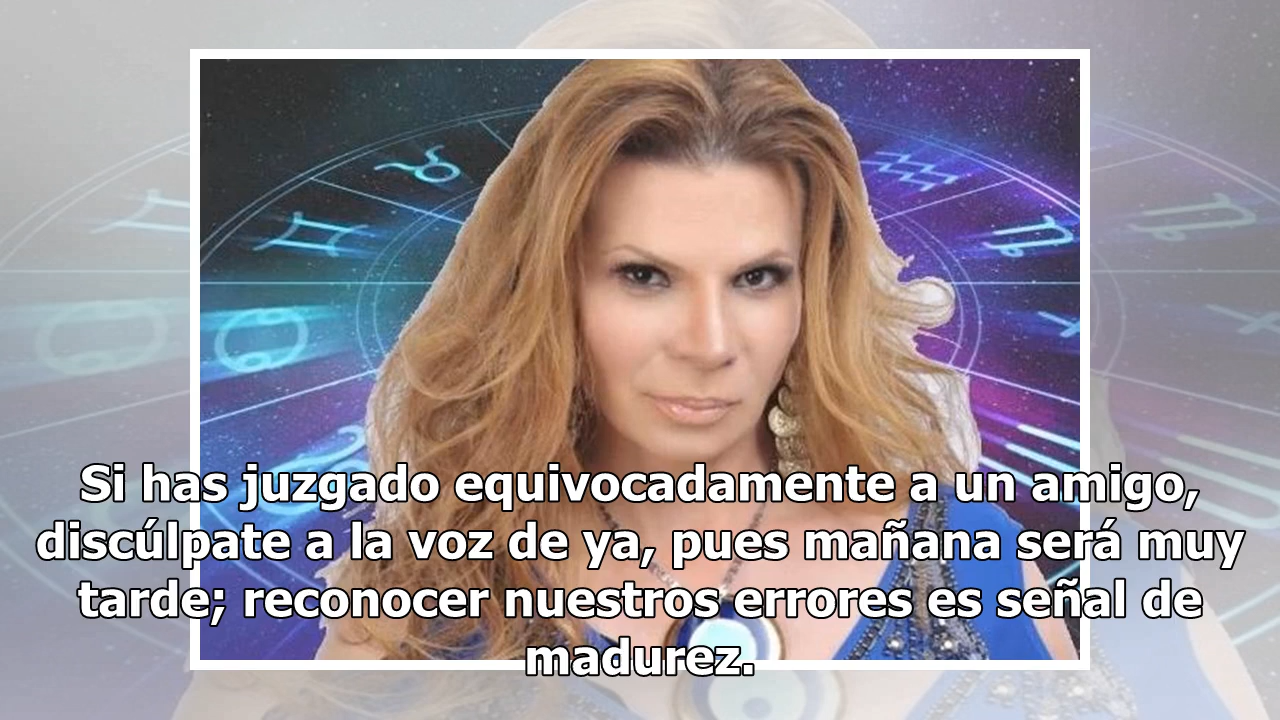 Si has juzgado equivocadamente a un amigo,
discúlpate a la voz de ya, pues mañana será muy
tarde; reconocer nuestros errores es señal de
madurez.